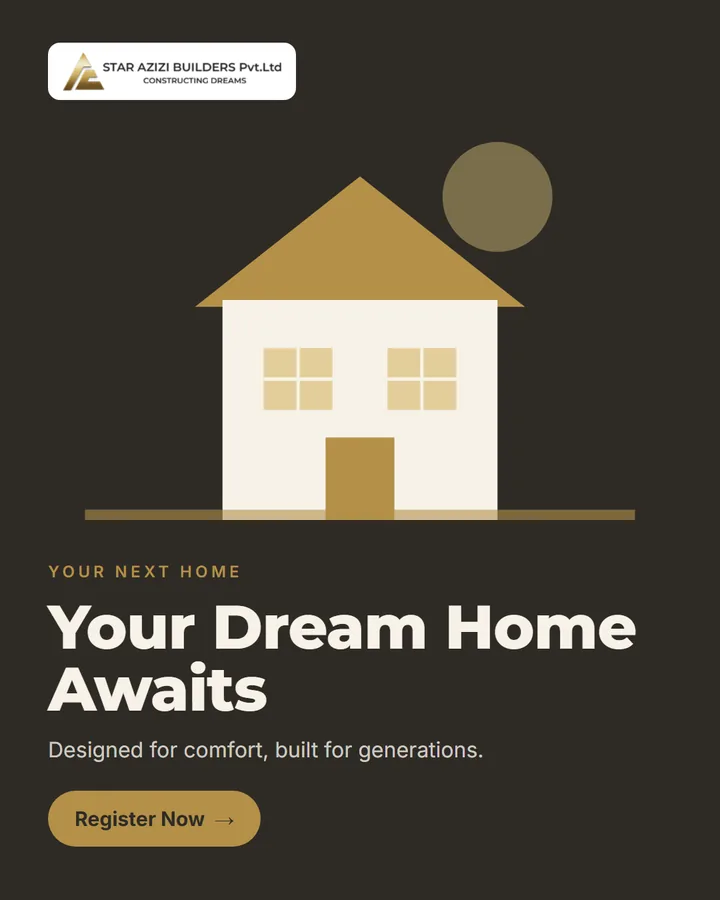 STAR AZIZI BUILDERS Pvt.Ltd
CONSTRUCTING DREAMS
YOUR NEXT HOME
Your Dream Home
Awaits
Designed for comfort, built for generations.
Register Now →